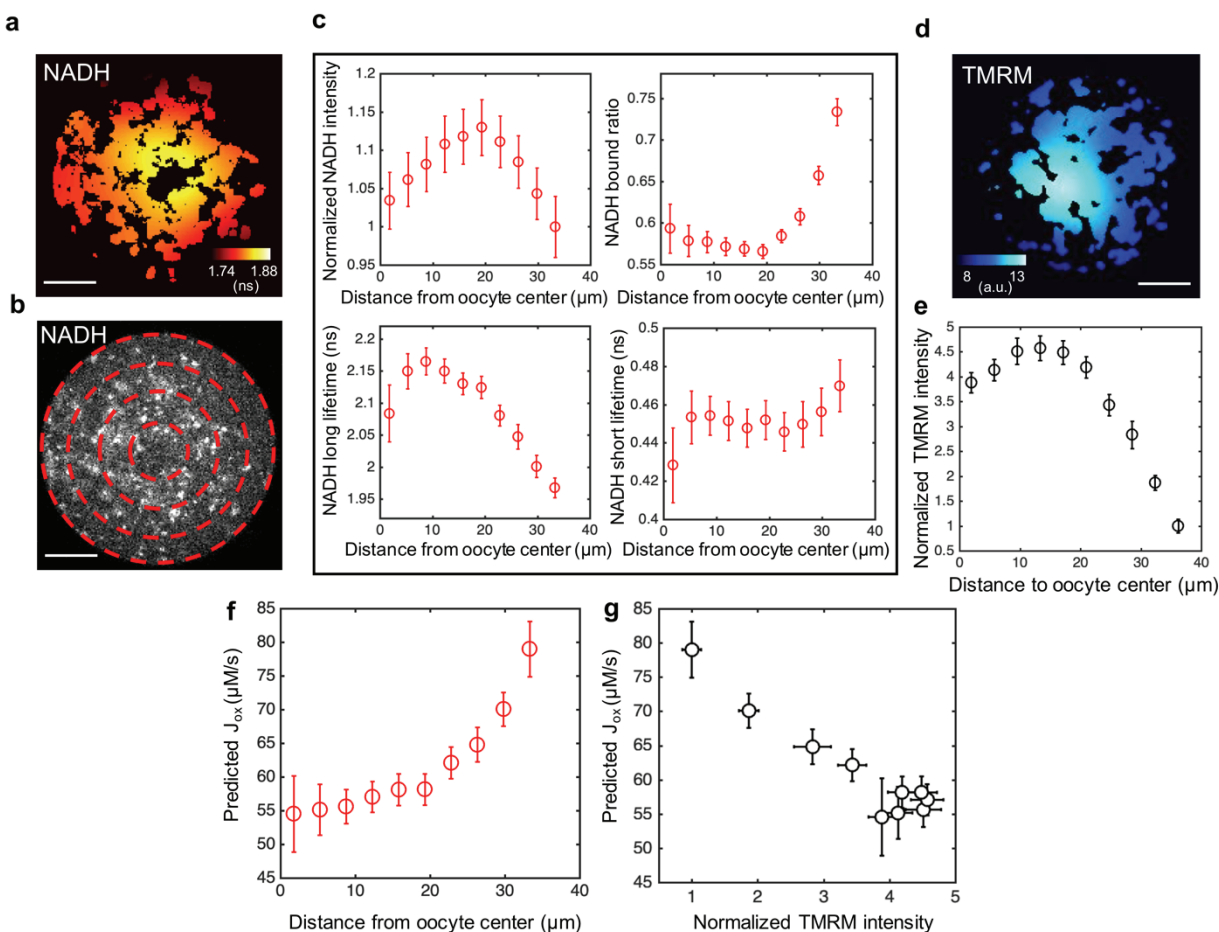 a
NADH
1.74 1.88
(ns)
b
NADH
c
Normalized NADH intensity
1.2
1.15
1.1
1.05
1
0.95
0 10 20 30 40
Distance from oocyte center (µm)
NADH bound ratio
0.75
0.7
0.65
0.6
0.55
0 10 20 30 40
Distance from oocyte center (µm)
NADH long lifetime (ns)
2.2
2.15
2.1
2.05
2
1.95
0 10 20 30 40
Distance from oocyte center (µm)
NADH short lifetime (ns)
0.5
0.48
0.46
0.44
0.42
0.4
0 10 20 30 40
Distance from oocyte center (µm)
d
TMRM
8 13
(a.u.)
e
Normalized TMRM intensity
5
4.5
4
3.5
3
2.5
2
1.5
1
0.5
0 10 20 30 40
Distance to oocyte center (µm)
f
Predicted Jox (µM/s)
85
80
75
70
65
60
55
50
45
0 10 20 30 40
Distance from oocyte center (µm)
g
Predicted Jox (µM/s)
85
80
75
70
65
60
55
50
45
1 2 3 4 5
Normalized TMRM intensity